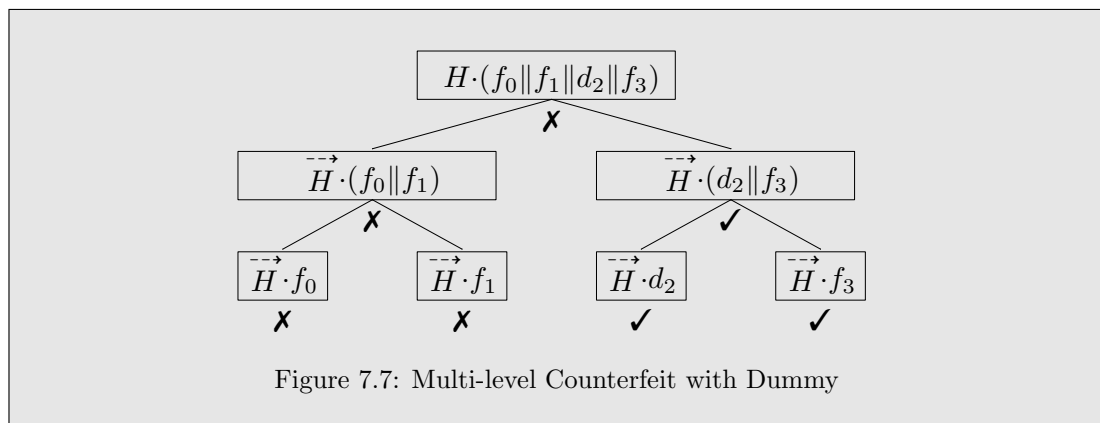 H·(f₀‖f₁‖d₂‖f₃)
✗
H⃗·(f₀‖f₁) H⃗·(d₂‖f₃)
✗ ✓
H⃗·f₀ H⃗·f₁ H⃗·d₂ H⃗·f₃
✗ ✗ ✓ ✓
Figure 7.7: Multi-level Counterfeit with Dummy